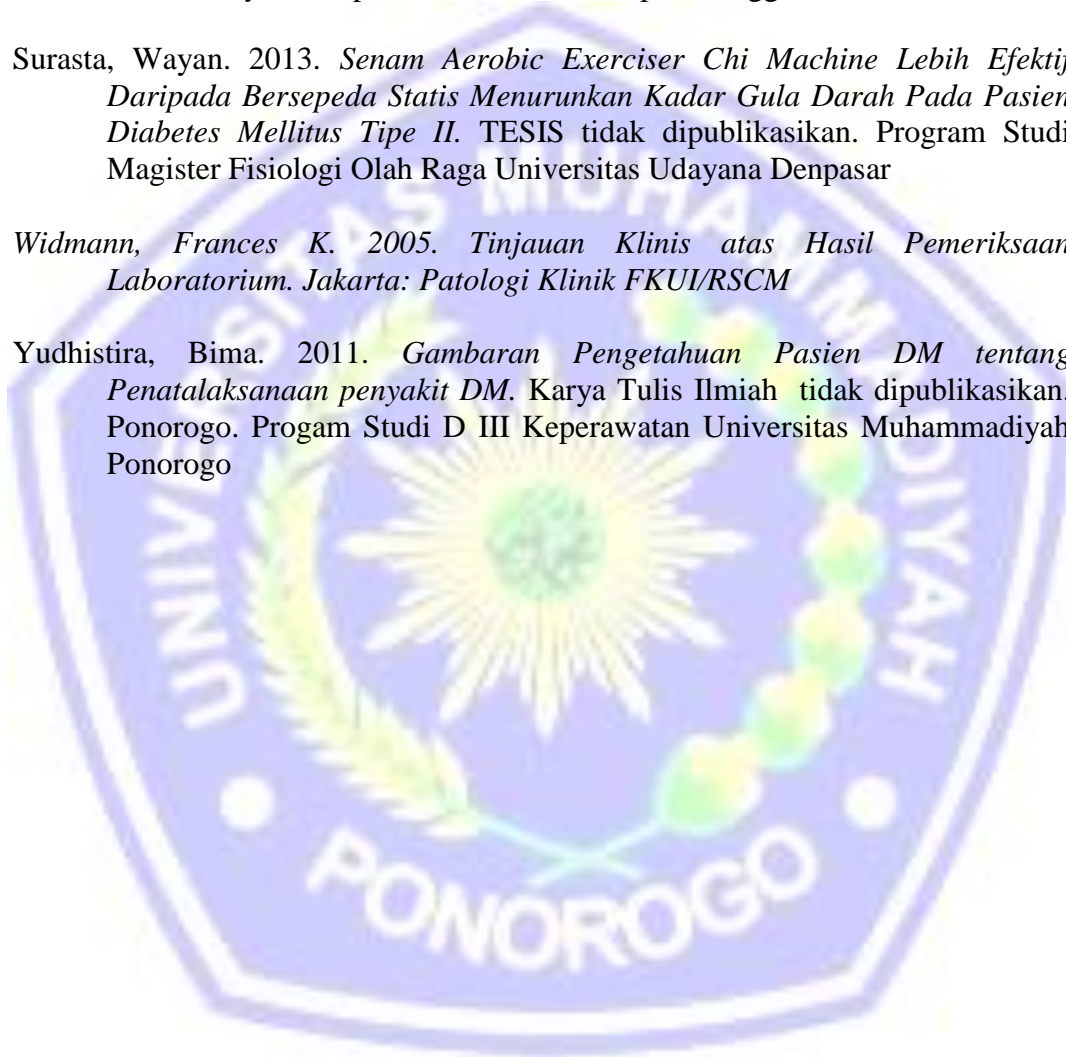 Surasta, Wayan. 2013. Senam Aerobic Exerciser Chi Machine Lebih Efektif
Daripada Bersepeda Statis Menurunkan Kadar Gula Darah Pada Pasien
Diabetes Mellitus Tipe II. TESIS tidak dipublikasikan. Program Studi
Magister Fisiologi Olah Raga Universitas Udayana Denpasar
Widmann, Frances K. 2005. Tinjauan Klinis atas Hasil Pemeriksaan
Laboratorium. Jakarta: Patologi Klinik FKUI/RSCM
Yudhistira, Bima. 2011. Gambaran Pengetahuan Pasien DM tentang
Penatalaksanaan penyakit DM. Karya Tulis Ilmiah tidak dipublikasikan.
Ponorogo. Progam Studi D III Keperawatan Universitas Muhammadiyah
Ponorogo
UNIVERSITAS MUHAMMADIYAH
PONOROGO